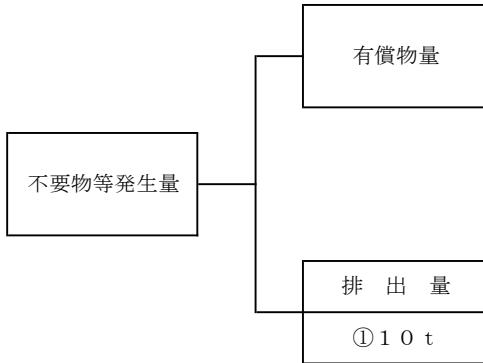 有償物量
不要物等発生量
排　出　量
①１０ｔ